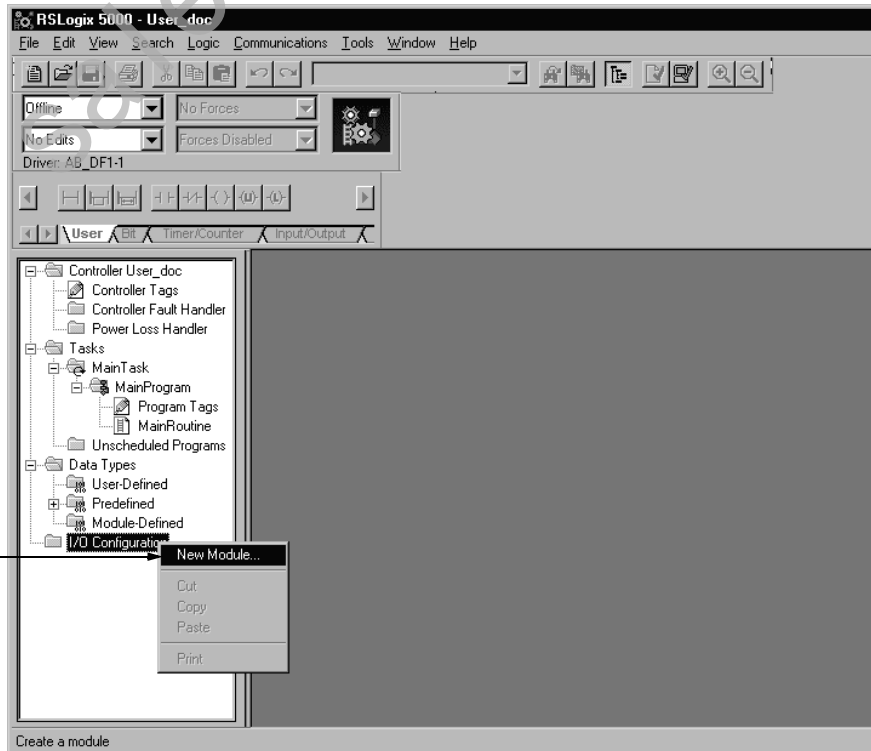 RSLogix 5000 - User_doc
File Edit View Search Logic Communications Tools Window Help
Offline
No Forces
No Edits
Forces Disabled
Driver: AB_DF1-1
User Bit Timer/Counter Input/Output
Controller User_doc
Controller Tags
Controller Fault Handler
Power Loss Handler
Tasks
MainTask
MainProgram
Program Tags
MainRoutine
Unscheduled Programs
Data Types
User-Defined
Predefined
Module-Defined
I/O Configuration
New Module...
Cut
Copy
Paste
Print
Create a module